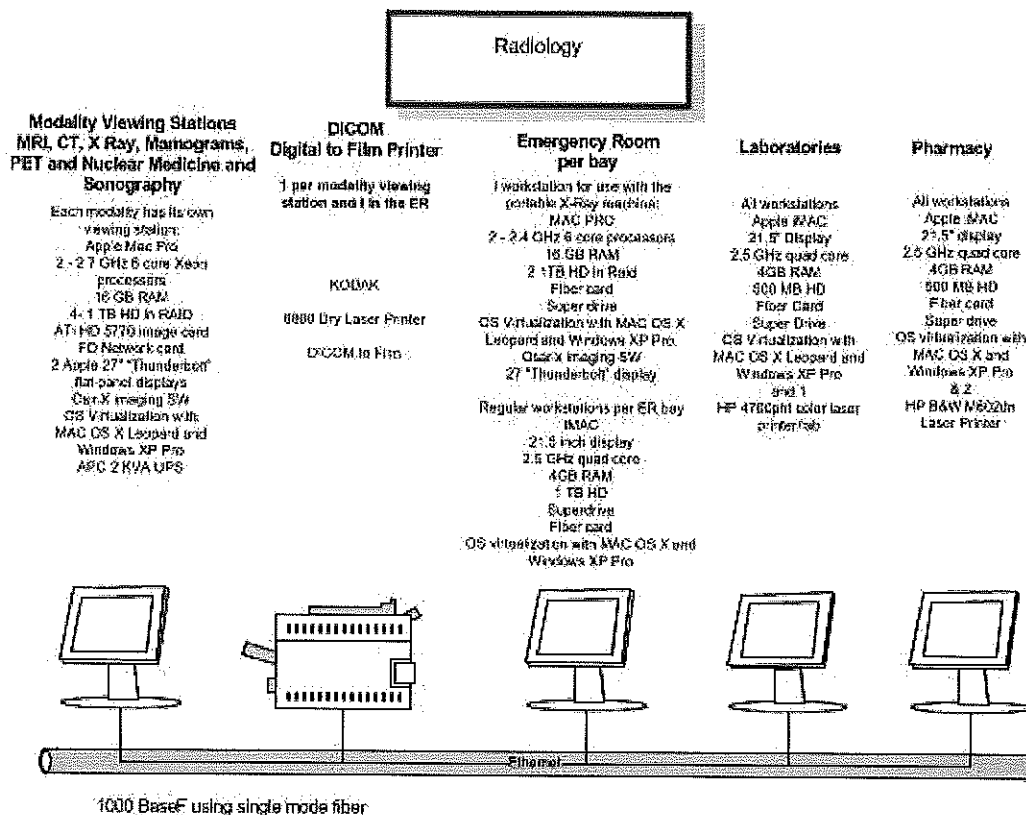 Radiology
Modality Viewing Stations
MRI, CT, X Ray, Mamograms,
PET and Nuclear Medicine and
Sonography
Each modality has its own
viewing station:
Apple Mac Pro
2 - 2.7 GHz 6 core Xeon
processors
16 GB RAM
4- 1 TB HD in RAID
ATI HD 5770 image card
FO Network card
2 Apple 27" "Thunderbolt"
flat-panel displays
OsirX imaging SW
OS Virtualization with
MAC OS X Leopard and
Windows XP Pro
APC 2 KVA UPS
DICOM
Digital to Film Printer
1 per modality viewing
station and 1 in the ER
KODAK
Dry Laser Printer
DICOM to Film
Emergency Room
per bay
1 workstation for use with the
portable X-Ray machine:
MAC PRO
2 - 2.4 GHz 6 core processors
16 GB RAM
2 1TB HD in Raid
Fiber card
Super drive
OS Virtualization with MAC OS X
Leopard and Windows XP Pro
imaging SW
27 "Thunderbolt" display
Regular workstations per ER bay
iMAC
21.5 inch display
2.5 GHz quad core
4GB RAM
1 TB HD
Superdrive
Fiber card
OS virtualization with MAC OS X and
Windows XP Pro
Laboratories
All workstations
Apple iMAC
21.5" Display
2.5 GHz quad core
4GB RAM
500 MB HD
Fiber Card
Super Drive
OS Virtualization with
MAC OS X Leopard and
Windows XP Pro
and 1
HP color laser
printer/lab
Pharmacy
All workstations
Apple iMAC
21.5" display
2.5 GHz quad core
4GB RAM
500 MB HD
Fiber card
Super drive
OS virtualization with
MAC OS X and
Windows XP Pro
& 2
HP B&W M602dn
Laser Printer
Ethernet
1000 BaseF using single mode fiber